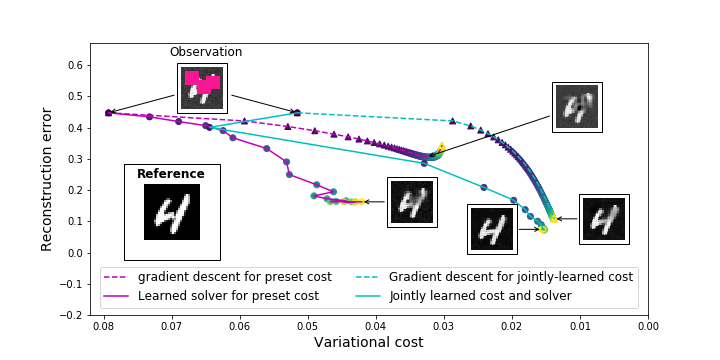 Observation
Reconstruction error
0.6
0.5
0.4
0.3
0.2
0.1
0.0
−0.1
−0.2
Reference
4
gradient descent for preset cost
Learned solver for preset cost
Gradient descent for jointly-learned cost
Jointly learned cost and solver
0.08 0.07 0.06 0.05 0.04 0.03 0.02 0.01 0.00
Variational cost